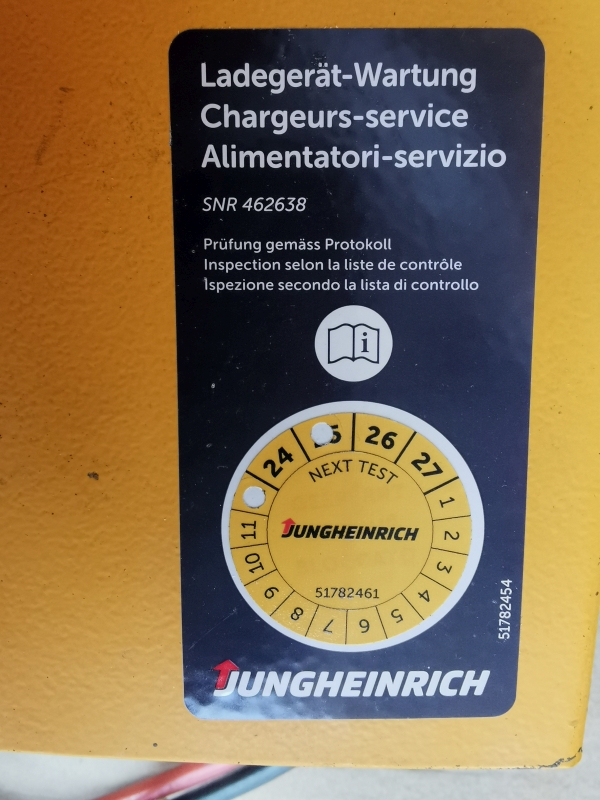 Ladegerät-Wartung
Chargeurs-service
Alimentatori-servizio
SNR 462638
Prüfung gemäss Protokoll
Inspection selon la liste de contrôle
Ispezione secondo la lista di controllo
i
24 26 27
NEXT TEST
1
2
3
4
5
6
7
8
9
10
11
JUNGHEINRICH
51782461
51782454
JUNGHEINRICH